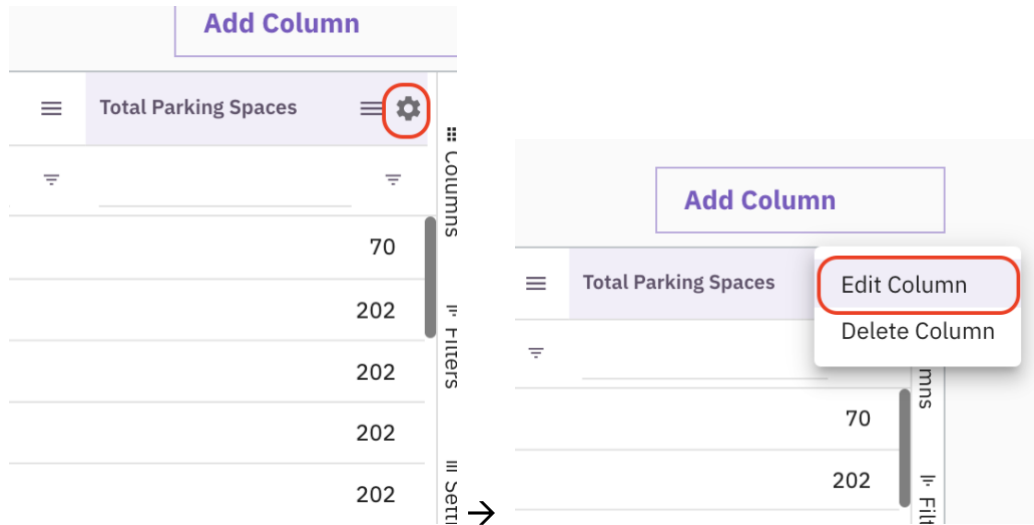 Add Column
Total Parking Spaces
Columns
70
202
Filters
202
202
202
→
Add Column
Total Parking Spaces
Edit Column
Delete Column
70
202